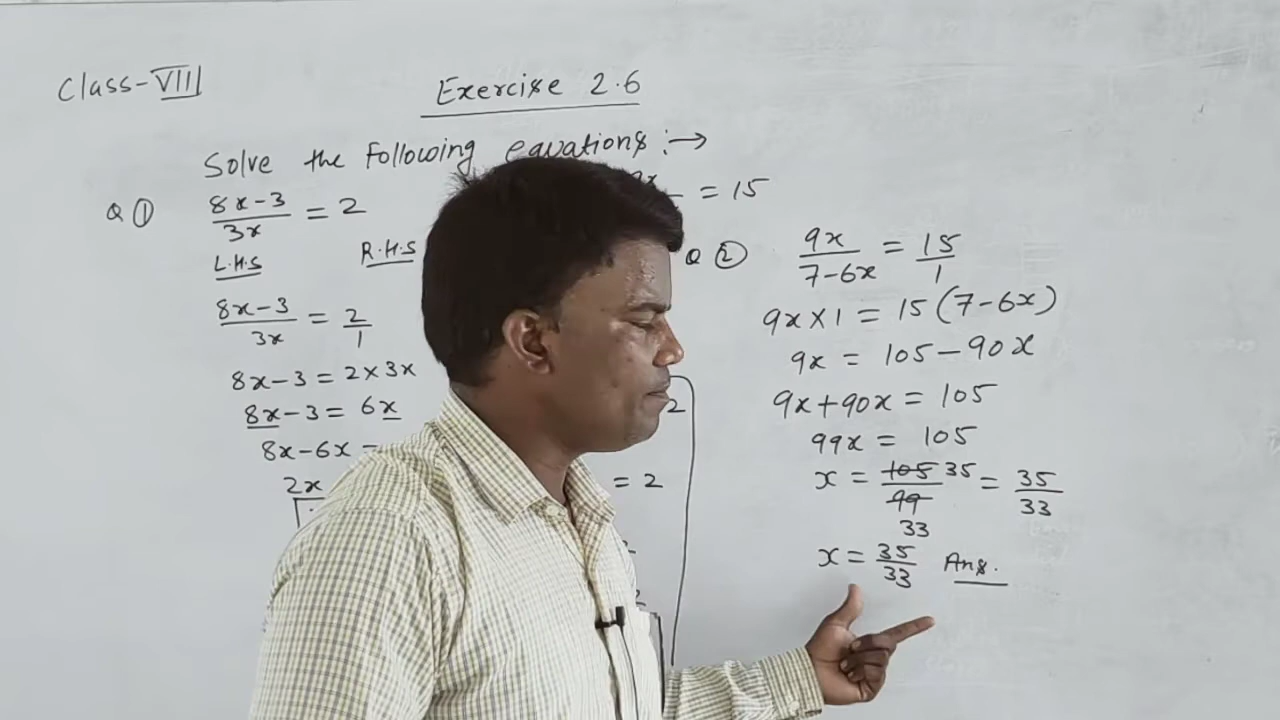 Class-VIII
Exercise 2.6
Solve the Following equations :→
Q ① (8x-3)/3x = 2
L.H.S R.H.S
(8x-3)/3x = 2/1
8x-3 = 2×3x
8x-3 = 6x
8x-6x =
2x
= 15
2
= 2
Q ② 9x/(7-6x) = 15/1
9x×1 = 15(7-6x)
9x = 105-90x
9x+90x = 105
99x = 105
x = 105/99 35/33 = 35/33
x = 35/33 Ans.